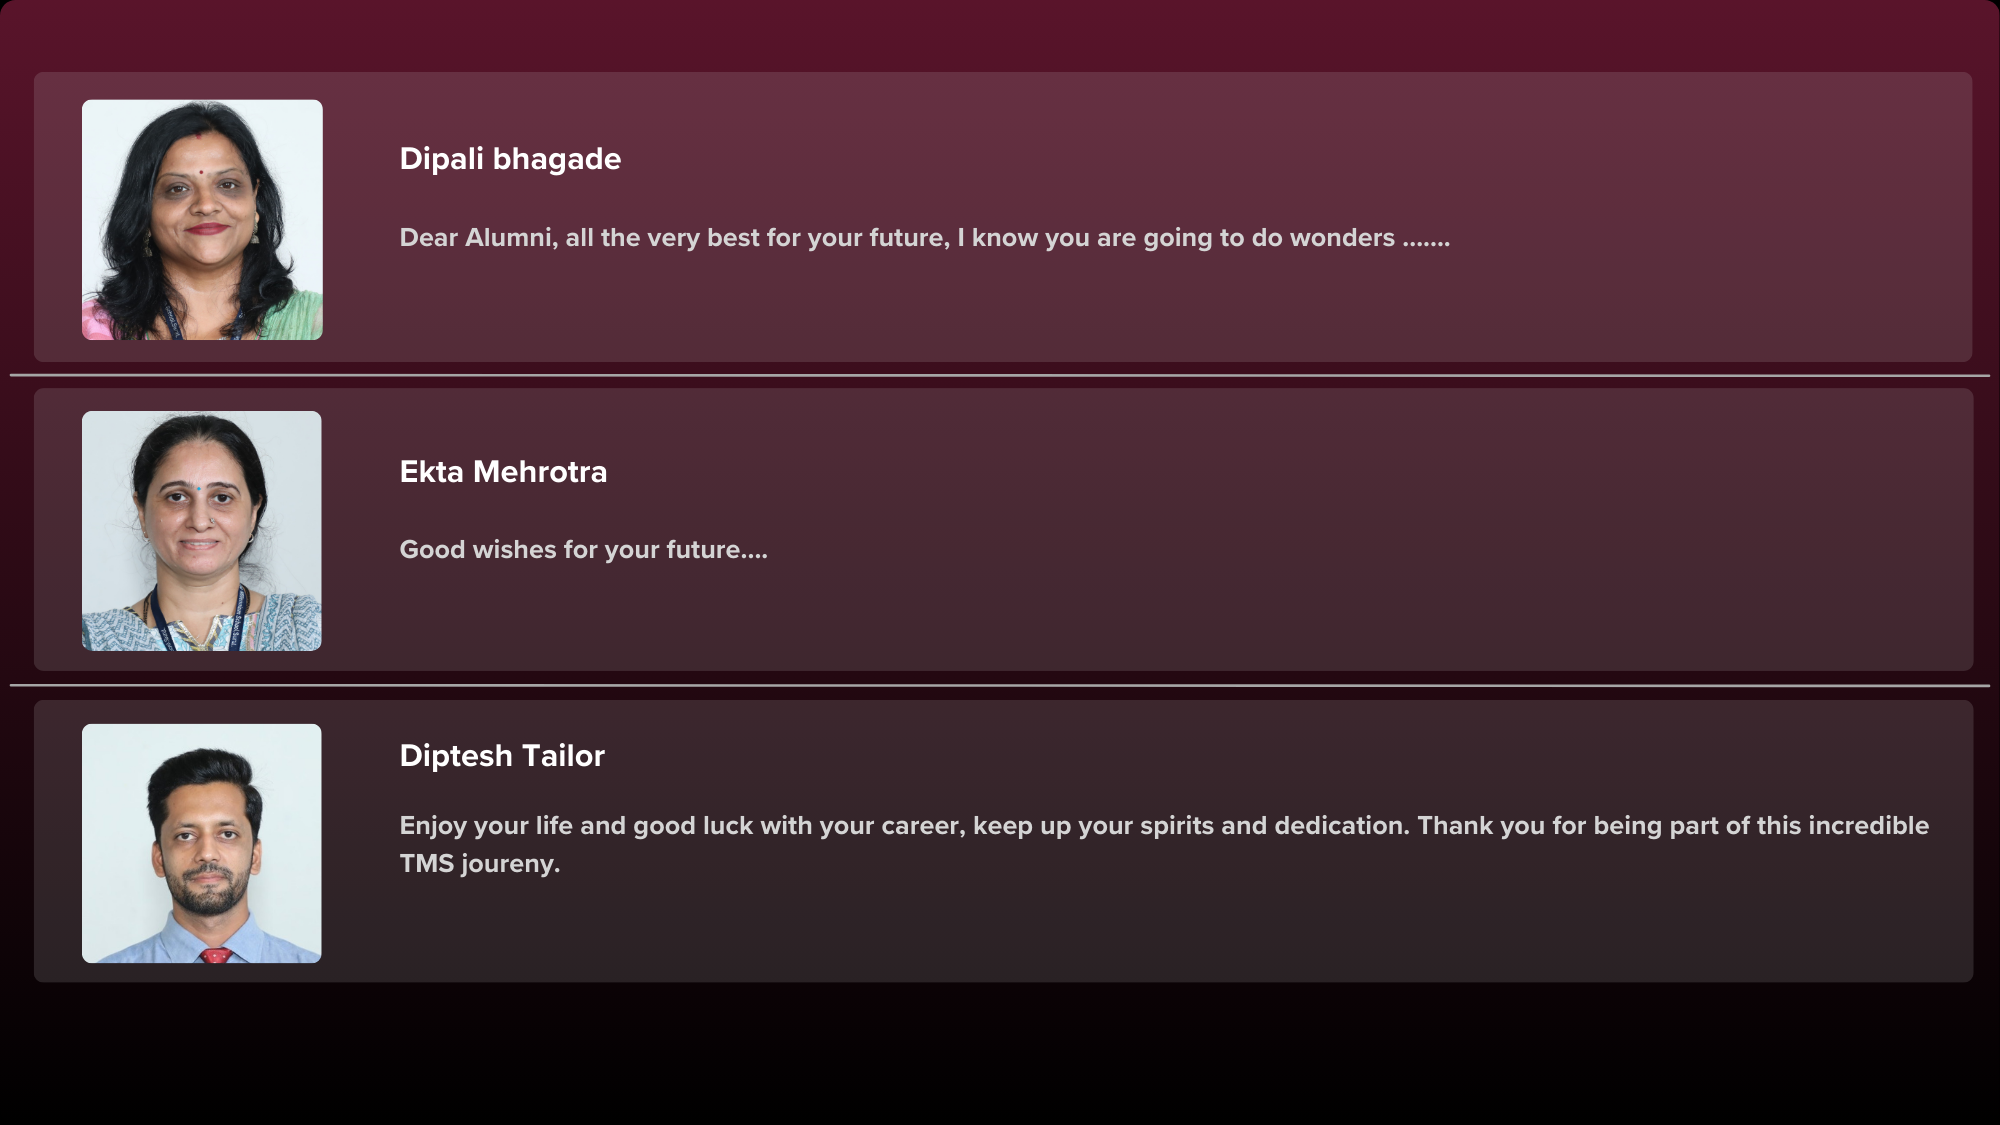 Dipali bhagade
Dear Alumni, all the very best for your future, I know you are going to do wonders .......
Ekta Mehrotra
Good wishes for your future....
Diptesh Tailor
Enjoy your life and good luck with your career, keep up your spirits and dedication. Thank you for being part of this incredible
TMS joureny.